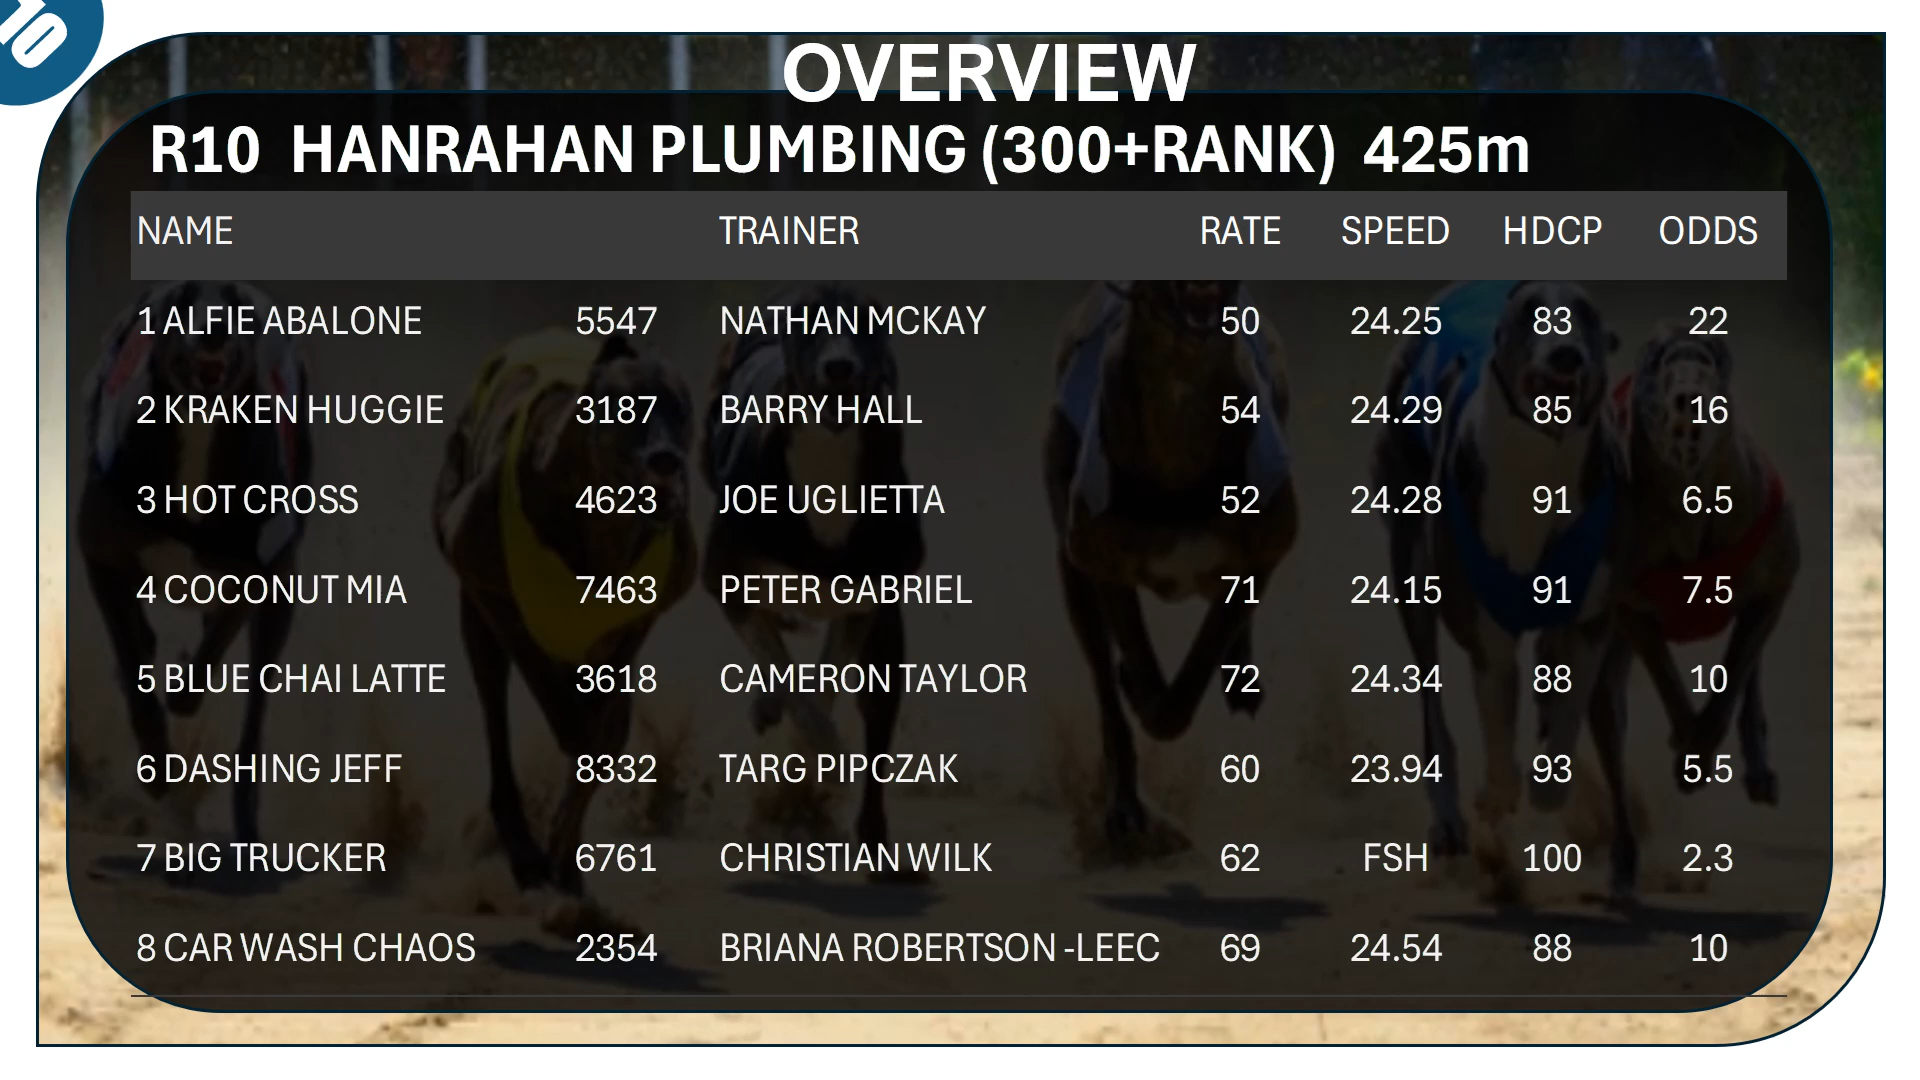 10
OVERVIEW
R10 HANRAHAN PLUMBING (300+RANK) 425m
NAME TRAINER RATE SPEED HDCP ODDS
1 ALFIE ABALONE 5547 NATHAN MCKAY 50 24.25 83 22
2 KRAKEN HUGGIE 3187 BARRY HALL 54 24.29 85 16
3 HOT CROSS 4623 JOE UGLIETTA 52 24.28 91 6.5
4 COCONUT MIA 7463 PETER GABRIEL 71 24.15 91 7.5
5 BLUE CHAI LATTE 3618 CAMERON TAYLOR 72 24.34 88 10
6 DASHING JEFF 8332 TARG PIPCZAK 60 23.94 93 5.5
7 BIG TRUCKER 6761 CHRISTIAN WILK 62 FSH 100 2.3
8 CAR WASH CHAOS 2354 BRIANA ROBERTSON -LEEC 69 24.54 88 10